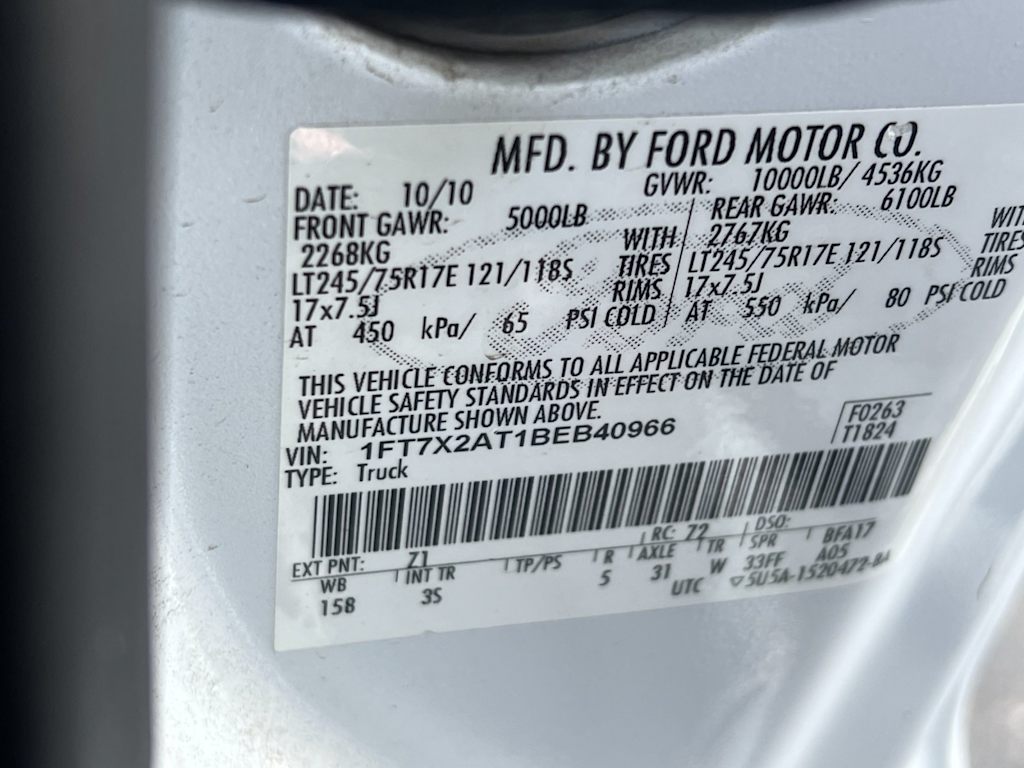 MFD. BY FORD MOTOR CO.
DATE: 10/10 GVWR: 10000LB/ 4536KG
FRONT GAWR: 5000LB REAR GAWR: 6100LB
2268KG WITH 2767KG WIT
LT245/75R17E 121/118S TIRES LT245/75R17E 121/118S TIRES
17x7.5J RIMS 17x7.5J RIMS
AT 450 kPa/ 65 PSI COLD AT 550 kPa/ 80 PSI COLD
THIS VEHICLE CONFORMS TO ALL APPLICABLE FEDERAL MOTOR
VEHICLE SAFETY STANDARDS IN EFFECT ON THE DATE OF
MANUFACTURE SHOWN ABOVE.
VIN: 1FT7X2AT1BEB40966 F0263
TYPE: Truck T1824
EXT PNT: Z1 RC: 72 DSO:
WB INT TR TP/PS R AXLE TR SPR BFA17
158 3S 5 31 W 33FF A05
UTC ▽5U5A-1520472-BA